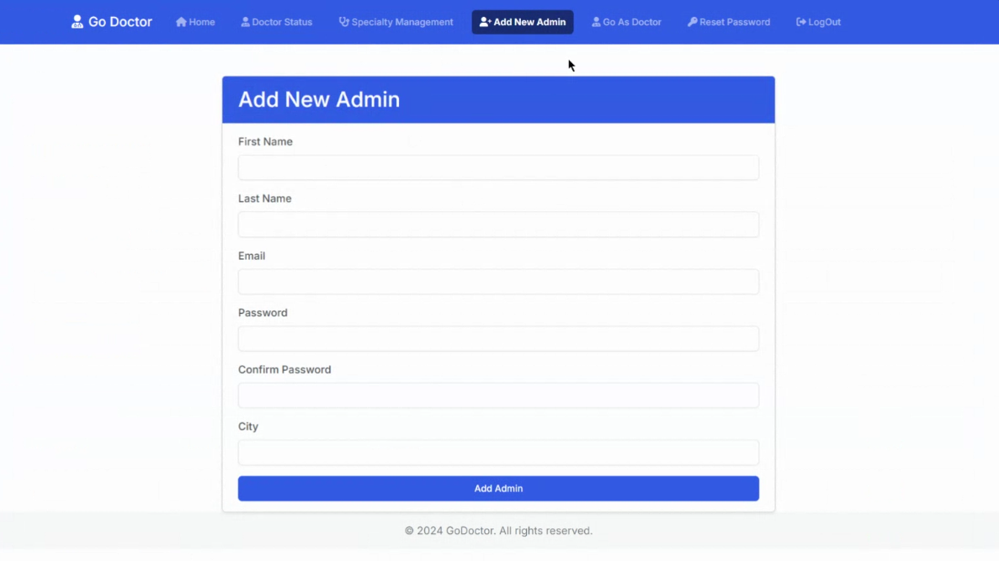 Go Doctor Home Doctor Status Specialty Management Add New Admin Go As Doctor Reset Password LogOut
Add New Admin
First Name
Last Name
Email
Password
Confirm Password
City
Add Admin
© 2024 GoDoctor. All rights reserved.